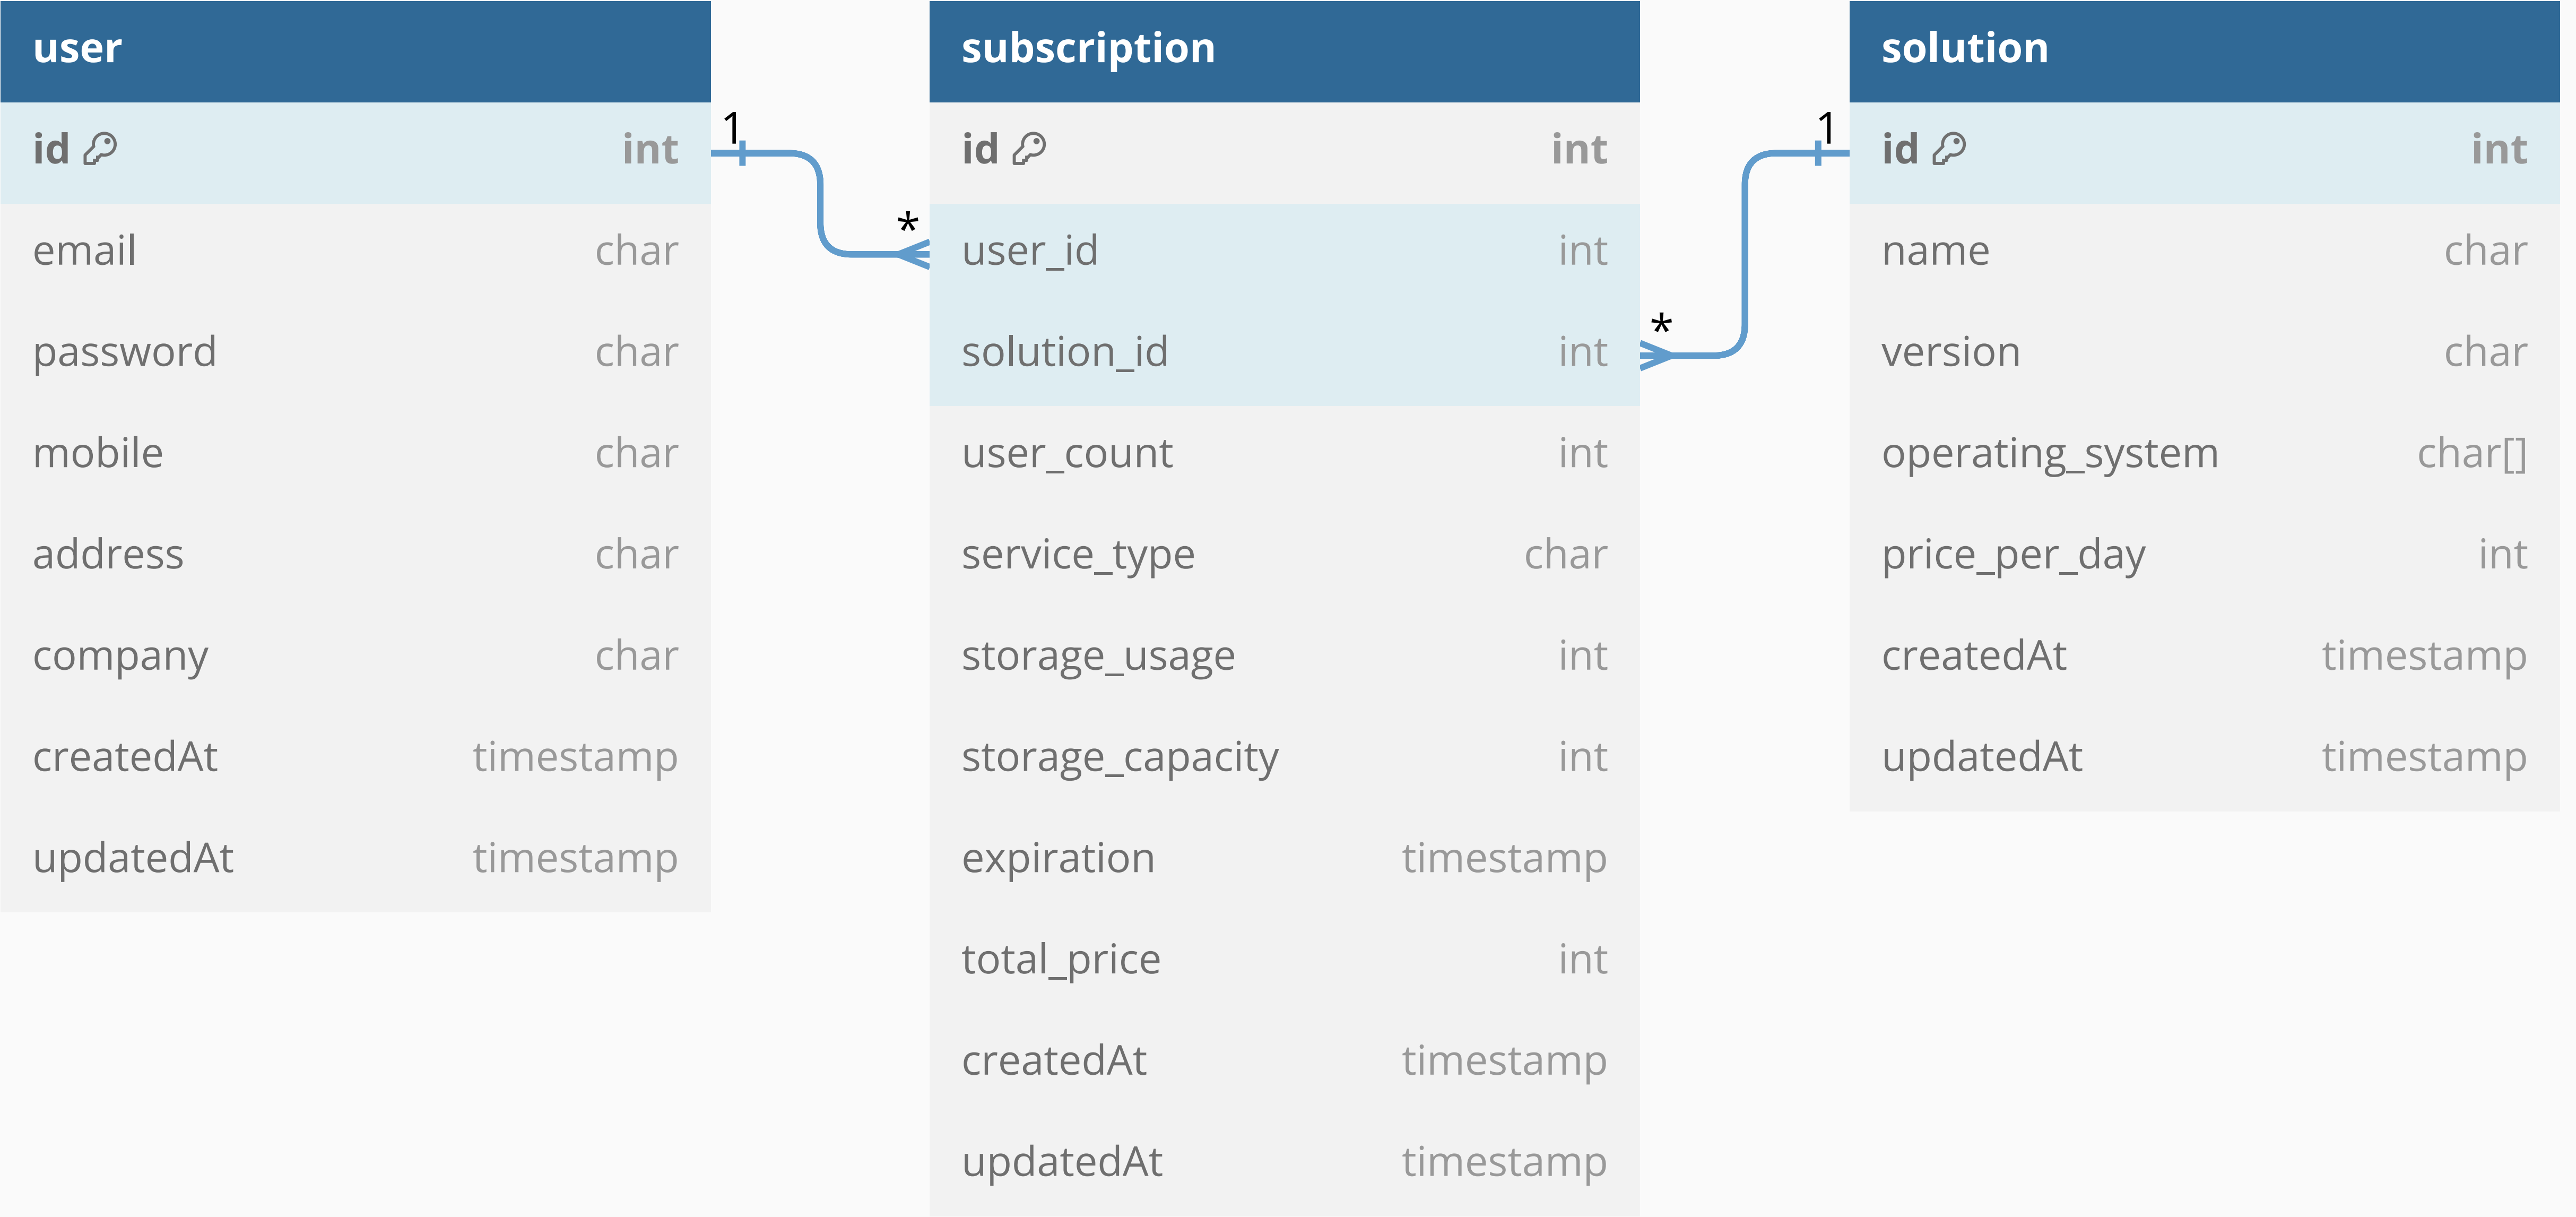 user
id int
email char
password char
mobile char
address char
company char
createdAt timestamp
updatedAt timestamp
1
*
subscription
id int
user_id int
solution_id int
user_count int
service_type char
storage_usage int
storage_capacity int
expiration timestamp
total_price int
createdAt timestamp
updatedAt timestamp
*
1
solution
id int
name char
version char
operating_system char[]
price_per_day int
createdAt timestamp
updatedAt timestamp